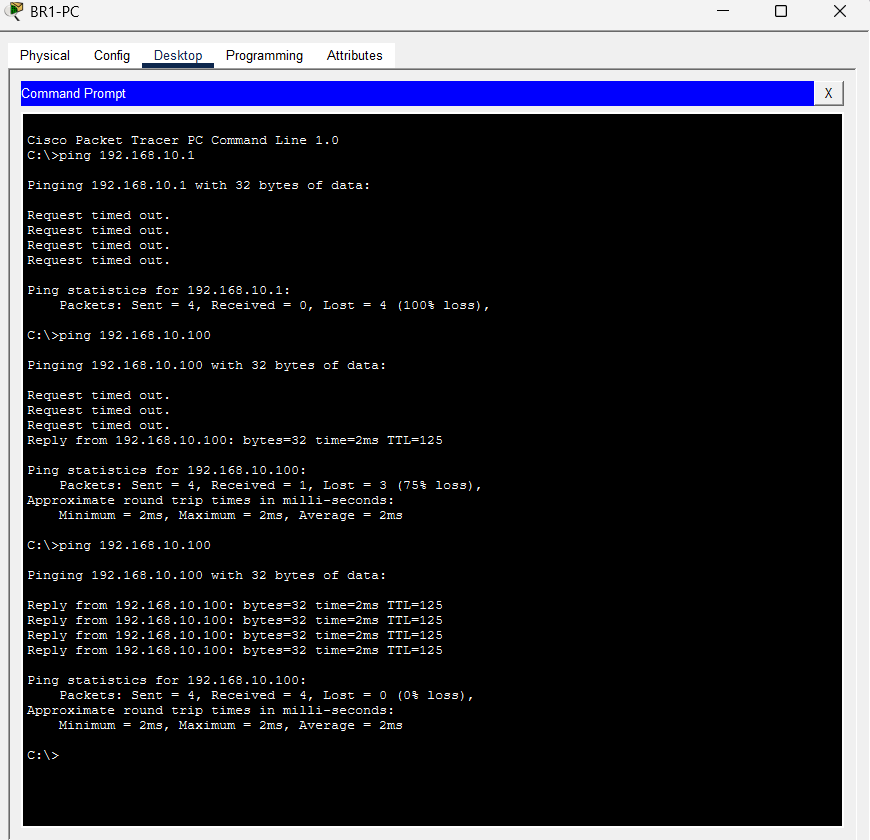 BR1-PC
Physical Config Desktop Programming Attributes
Command Prompt X
Cisco Packet Tracer PC Command Line 1.0
C:\>ping 192.168.10.1
Pinging 192.168.10.1 with 32 bytes of data:
Request timed out.
Request timed out.
Request timed out.
Request timed out.
Ping statistics for 192.168.10.1:
    Packets: Sent = 4, Received = 0, Lost = 4 (100% loss),
C:\>ping 192.168.10.100
Pinging 192.168.10.100 with 32 bytes of data:
Request timed out.
Request timed out.
Request timed out.
Reply from 192.168.10.100: bytes=32 time=2ms TTL=125
Ping statistics for 192.168.10.100:
    Packets: Sent = 4, Received = 1, Lost = 3 (75% loss),
Approximate round trip times in milli-seconds:
    Minimum = 2ms, Maximum = 2ms, Average = 2ms
C:\>ping 192.168.10.100
Pinging 192.168.10.100 with 32 bytes of data:
Reply from 192.168.10.100: bytes=32 time=2ms TTL=125
Reply from 192.168.10.100: bytes=32 time=2ms TTL=125
Reply from 192.168.10.100: bytes=32 time=2ms TTL=125
Reply from 192.168.10.100: bytes=32 time=2ms TTL=125
Ping statistics for 192.168.10.100:
    Packets: Sent = 4, Received = 4, Lost = 0 (0% loss),
Approximate round trip times in milli-seconds:
    Minimum = 2ms, Maximum = 2ms, Average = 2ms
C:\>